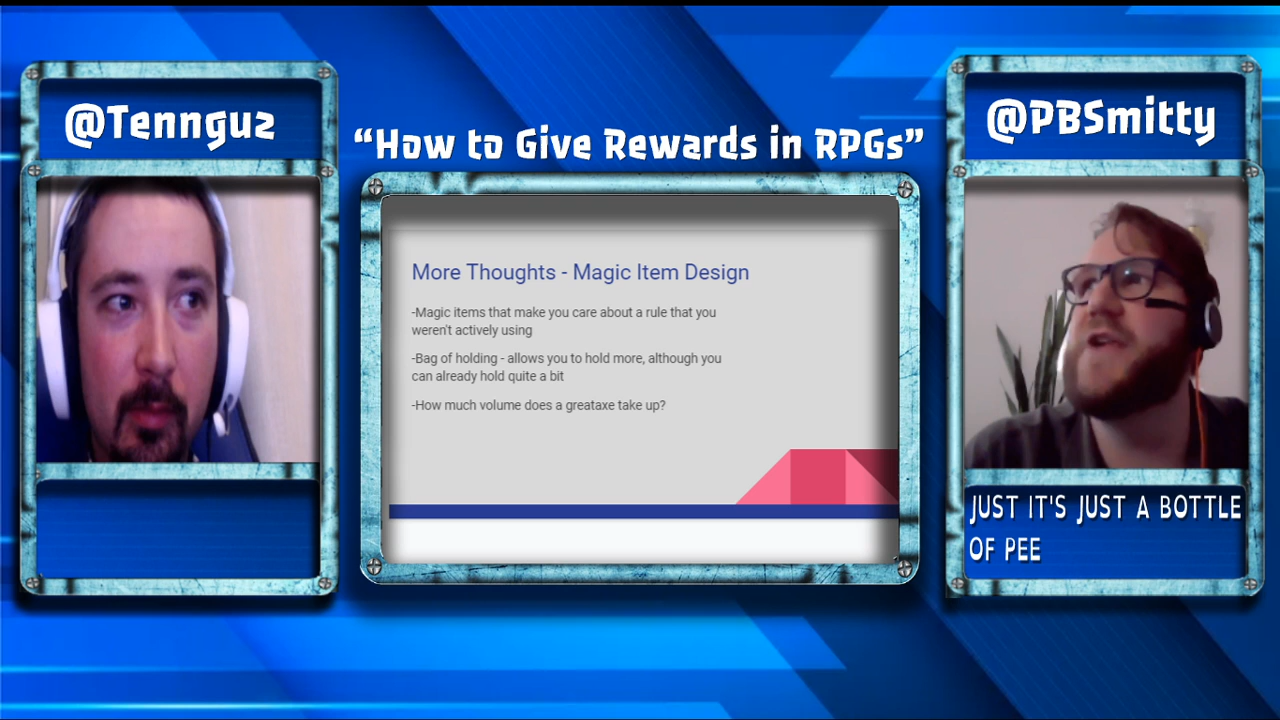 @Tennguz
“How to Give Rewards in RPGs”
@PBSmitty
More Thoughts - Magic Item Design
-Magic items that make you care about a rule that you
weren't actively using
-Bag of holding - allows you to hold more, although you
can already hold quite a bit
-How much volume does a greataxe take up?
JUST IT'S JUST A BOTTLE
OF PEE